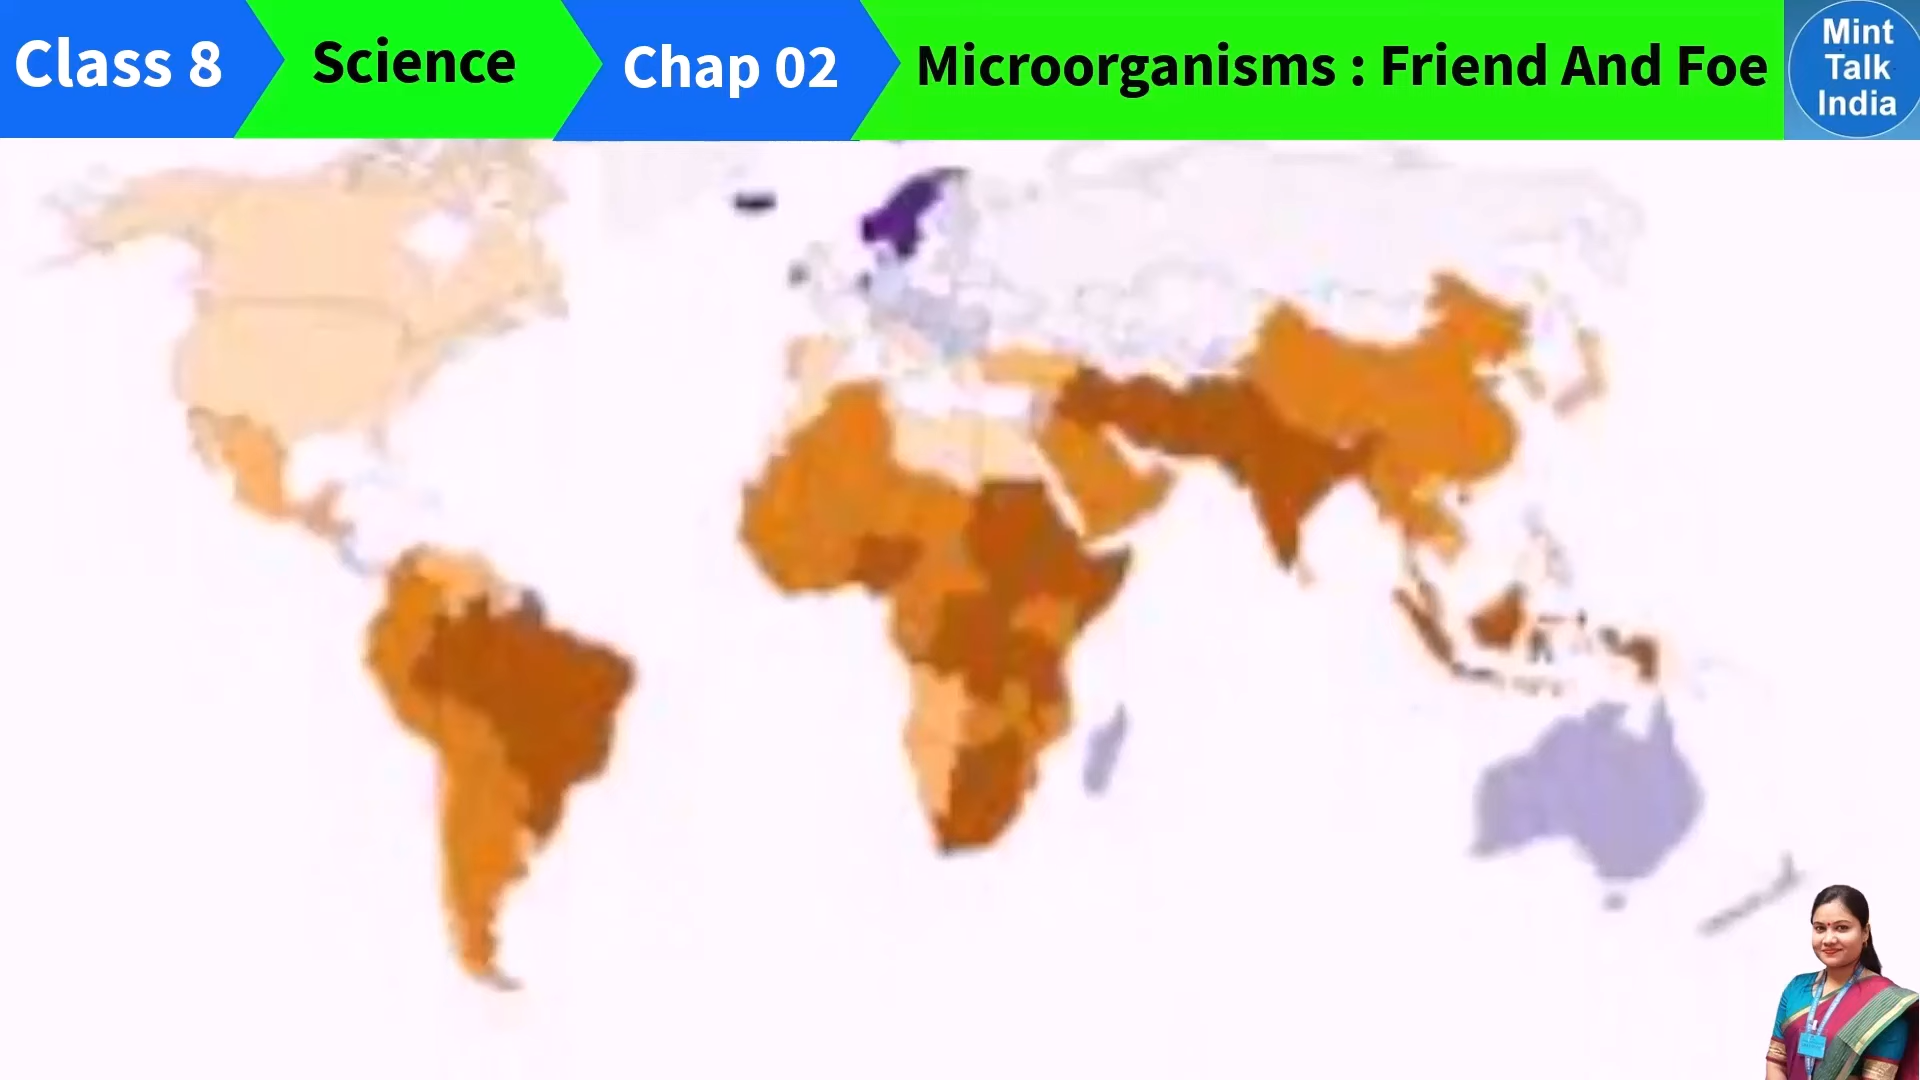 Class 8
Science
Chap 02
Microorganisms : Friend And Foe
Mint
Talk
India